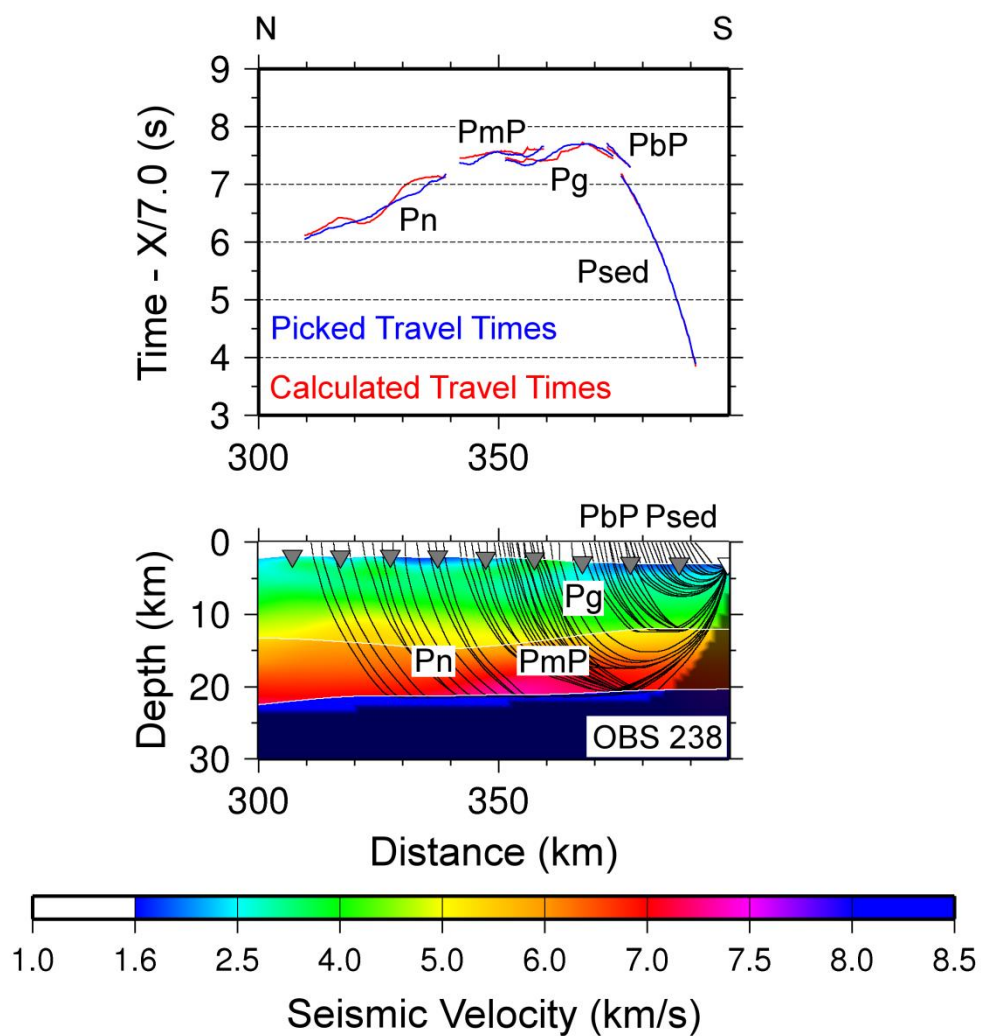 N S
9
8
7
6
5
4
3
Time - X/7.0 (s)
PmP
PbP
Pg
Pn
Psed
Picked Travel Times
Calculated Travel Times
300 350
PbP Psed
0
10
20
30
Depth (km)
Pg
Pn
PmP
OBS 238
300 350
Distance (km)
1.0 1.6 2.5 4.0 5.0 6.0 7.0 7.5 8.0 8.5
Seismic Velocity (km/s)